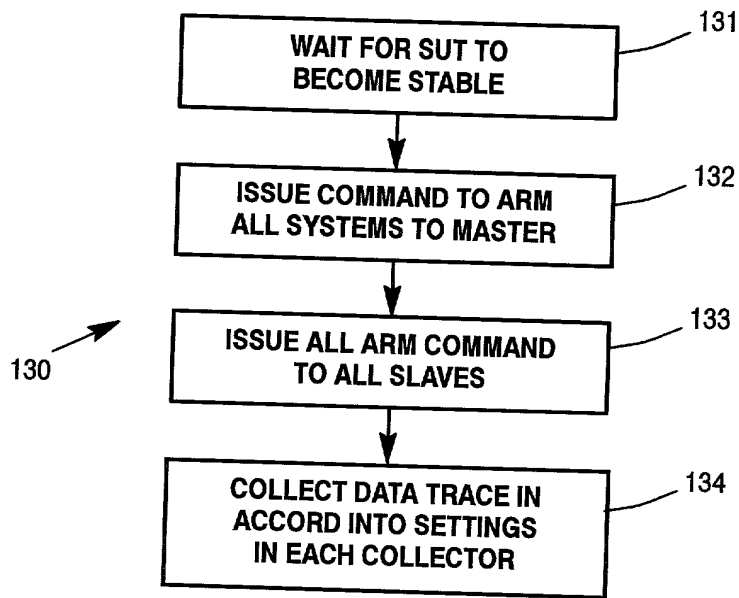 131
WAIT FOR SUT TO
BECOME STABLE
132
ISSUE COMMAND TO ARM
ALL SYSTEMS TO MASTER
133
ISSUE ALL ARM COMMAND
TO ALL SLAVES
130
134
COLLECT DATA TRACE IN
ACCORD INTO SETTINGS
IN EACH COLLECTOR